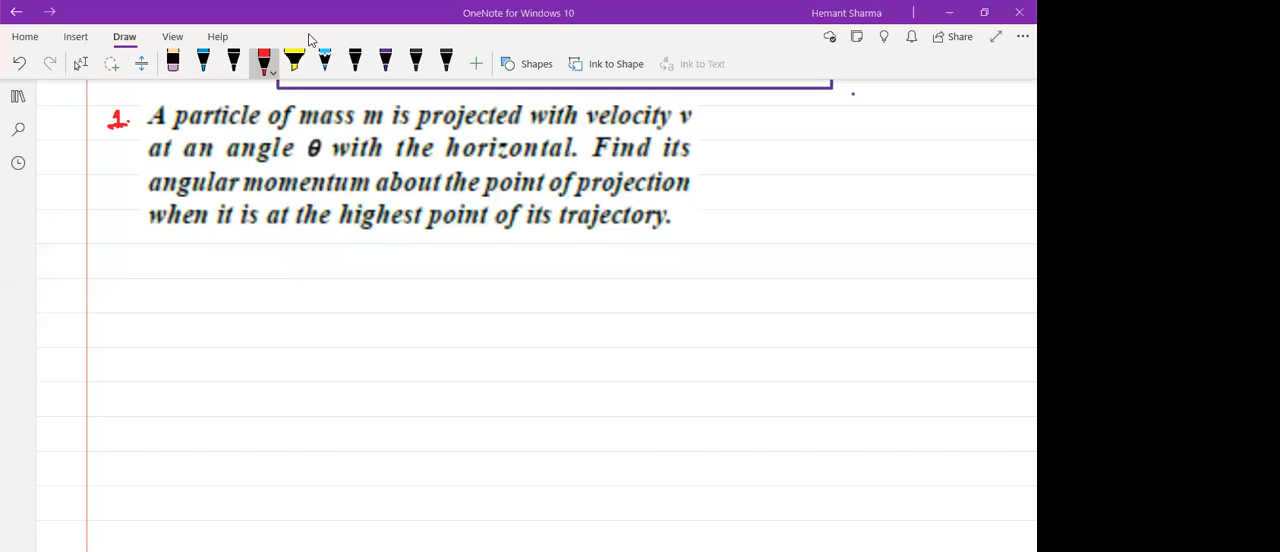 OneNote for Windows 10
Hemant Sharma
Home Insert Draw View Help
Share
Shapes Ink to Shape Ink to Text
1. A particle of mass m is projected with velocity v
at an angle θ with the horizontal. Find its
angular momentum about the point of projection
when it is at the highest point of its trajectory.